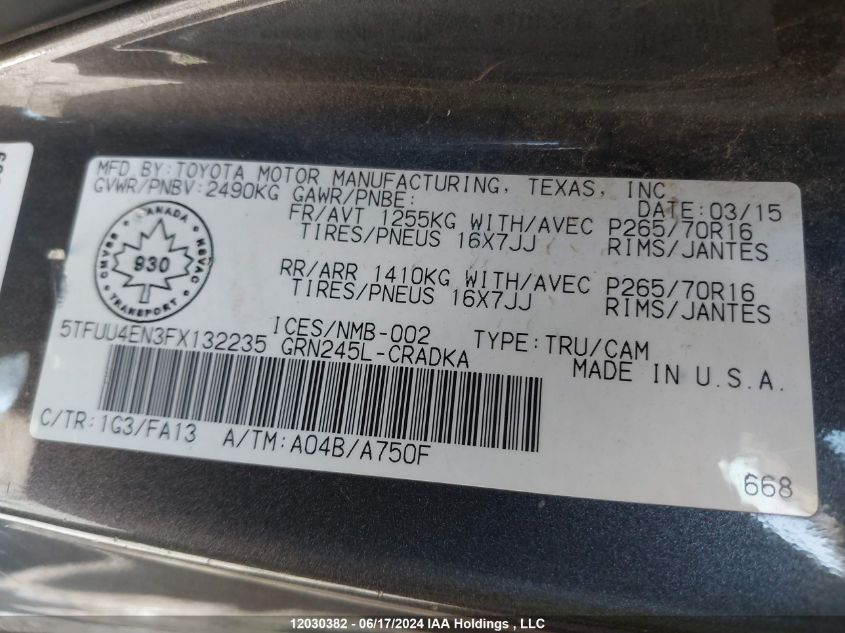 MFD BY:TOYOTA MOTOR MANUFACTURING, TEXAS, INC
GVWR/PNBV:2490KG GAWR/PNBE: DATE:03/15
FR/AVT 1255KG WITH/AVEC P265/70R16
TIRES/PNEUS 16X7JJ RIMS/JANTES
RR/ARR 1410KG WITH/AVEC P265/70R16
TIRES/PNEUS 16X7JJ RIMS/JANTES
CANADA
SVAC NSVAC
930
TRANSPORT
5TFUU4EN3FX132235 ICES/NMB-002 TYPE:TRU/CAM
GRN245L-CRADKA MADE IN U.S.A.
C/TR:1G3/FA13 A/TM:A04B/A750F
668
12030382 - 06/17/2024 IAA Holdings , LLC